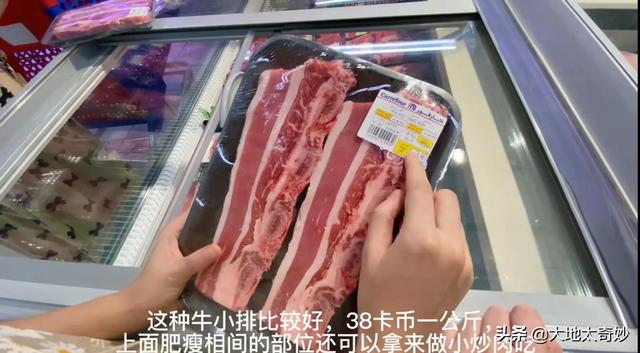 Carrefour كارفور
这种牛小排比较好，38卡币一公斤，
上面肥瘦相间的部位还可以拿来做小炒肉吃
头条 @大地太奇妙